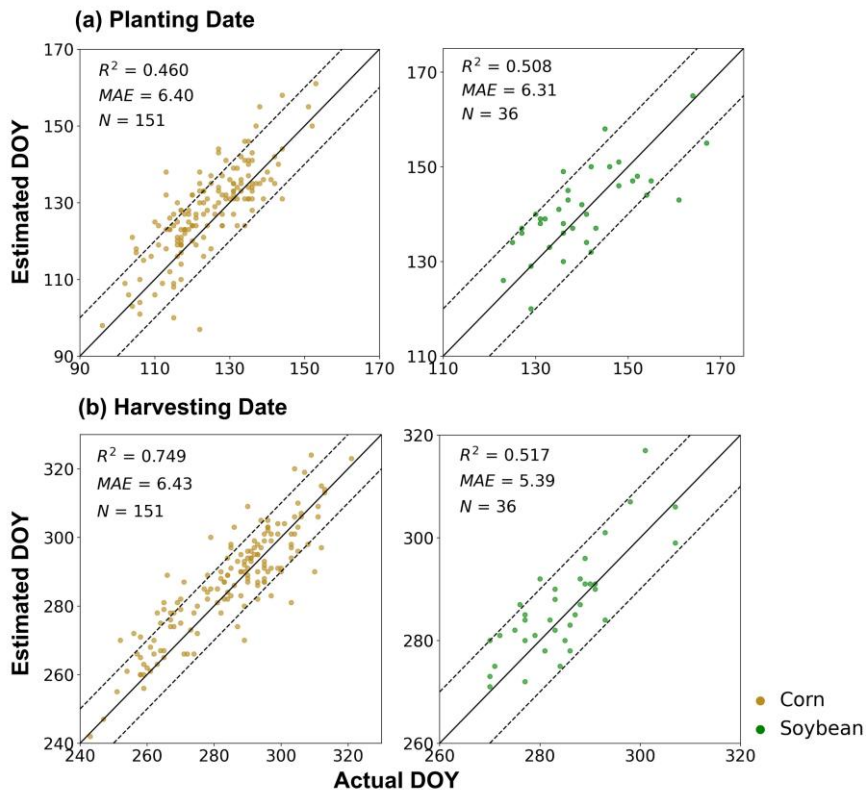 (a) Planting Date
170
150
130
110
90
R² = 0.460
MAE = 6.40
N = 151
90 110 130 150 170
170
150
130
110
R² = 0.508
MAE = 6.31
N = 36
110 130 150 170
Estimated DOY
(b) Harvesting Date
320
300
280
260
240
R² = 0.749
MAE = 6.43
N = 151
240 260 280 300 320
320
300
280
260
R² = 0.517
MAE = 5.39
N = 36
260 280 300 320
Estimated DOY
Actual DOY
Corn
Soybean